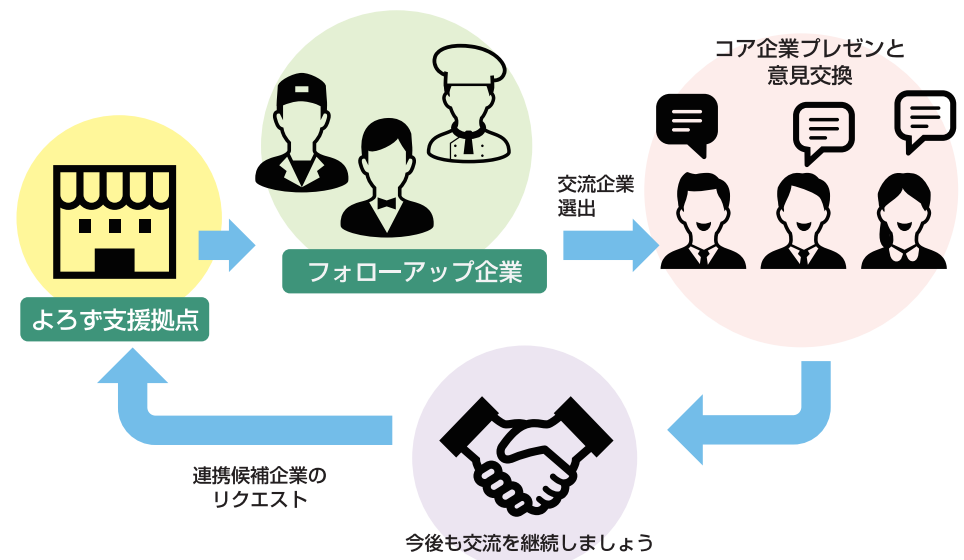 コア企業プレゼンと
意見交換
交流企業
選出
フォローアップ企業
よろず支援拠点
連携候補企業の
リクエスト
今後も交流を継続しましょう